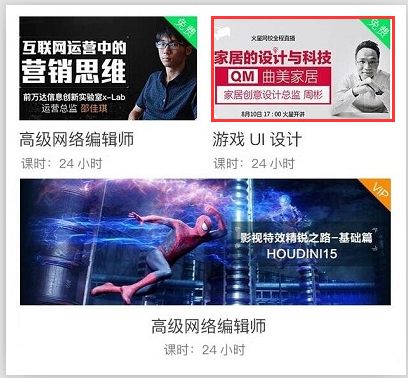 免费
互联网运营中的
营销思维
前万达信息创新实验室x-Lab
运营总监 邵佳琪
高级网络编辑师
课时：24 小时
免费
火星网校全程直播
家居的设计与科技
QM 曲美家居
家居创意设计总监 周彬
8月10日 17：00 火星开讲
游戏 UI 设计
课时：24 小时
VIP
影视特效精锐之路-基础篇
HOUDINI15
高级网络编辑师
课时：24 小时